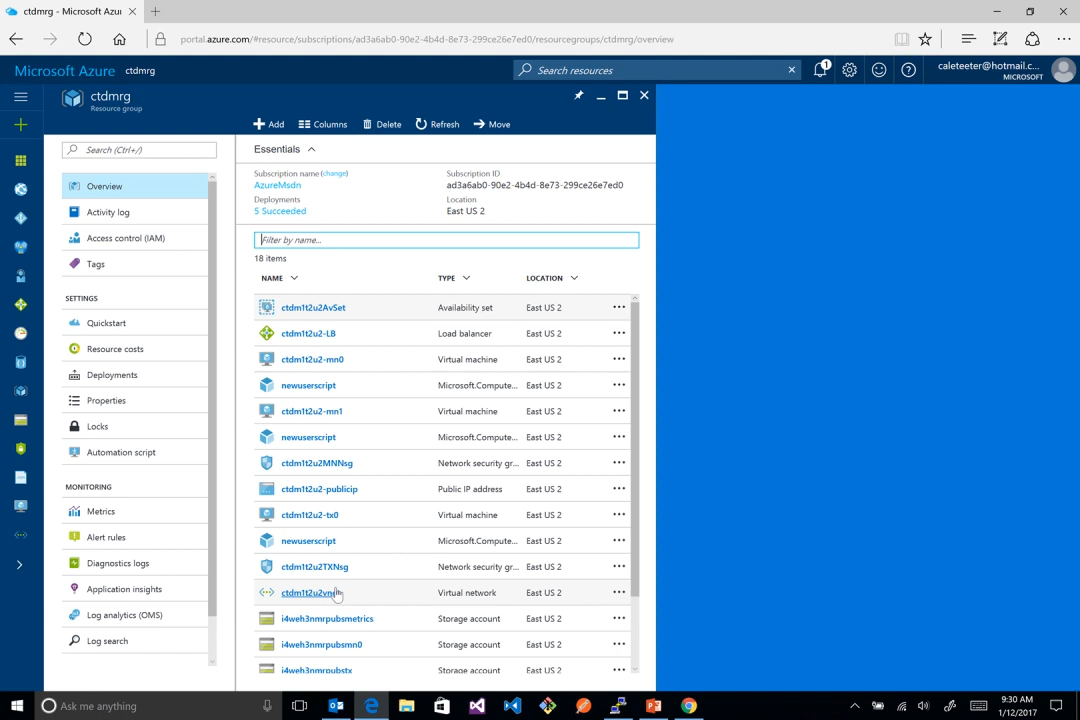 ctdmrg - Microsoft Azur
portal.azure.com/#resource/subscriptions/ad3a6ab0-90e2-4b4d-8e73-299ce26e7ed0/resourcegroups/ctdmrg/overview
Microsoft Azure ctdmrg
Search resources
1
caleteeter@hotmail.c...
MICROSOFT
ctdmrg
Resource group
Add Columns Delete Refresh Move
Search (Ctrl+/)
Overview
Activity log
Access control (IAM)
Tags
SETTINGS
Quickstart
Resource costs
Deployments
Properties
Locks
Automation script
MONITORING
Metrics
Alert rules
Diagnostics logs
Application insights
Log analytics (OMS)
Log search
Essentials
Subscription name (change)
AzureMsdn
Subscription ID
ad3a6ab0-90e2-4b4d-8e73-299ce26e7ed0
Deployments
5 Succeeded
Location
East US 2
Filter by name...
18 items
NAME TYPE LOCATION
ctdm1t2u2AvSet Availability set East US 2 ...
ctdm1t2u2-LB Load balancer East US 2 ...
ctdm1t2u2-mn0 Virtual machine East US 2 ...
newuserscript Microsoft.Compute... East US 2 ...
ctdm1t2u2-mn1 Virtual machine East US 2 ...
newuserscript Microsoft.Compute... East US 2 ...
ctdm1t2u2MNNsg Network security gr... East US 2 ...
ctdm1t2u2-publicip Public IP address East US 2 ...
ctdm1t2u2-tx0 Virtual machine East US 2 ...
newuserscript Microsoft.Compute... East US 2 ...
ctdm1t2u2TXNsg Network security gr... East US 2 ...
Virtual network East US 2 ...
i4weh3nmrpubsmetrics Storage account East US 2 ...
i4weh3nmrpubsmn0 Storage account East US 2 ...
i4weh3nmrpubstx Storage account East US 2 ...
Ask me anything
9:30 AM
1/12/2017